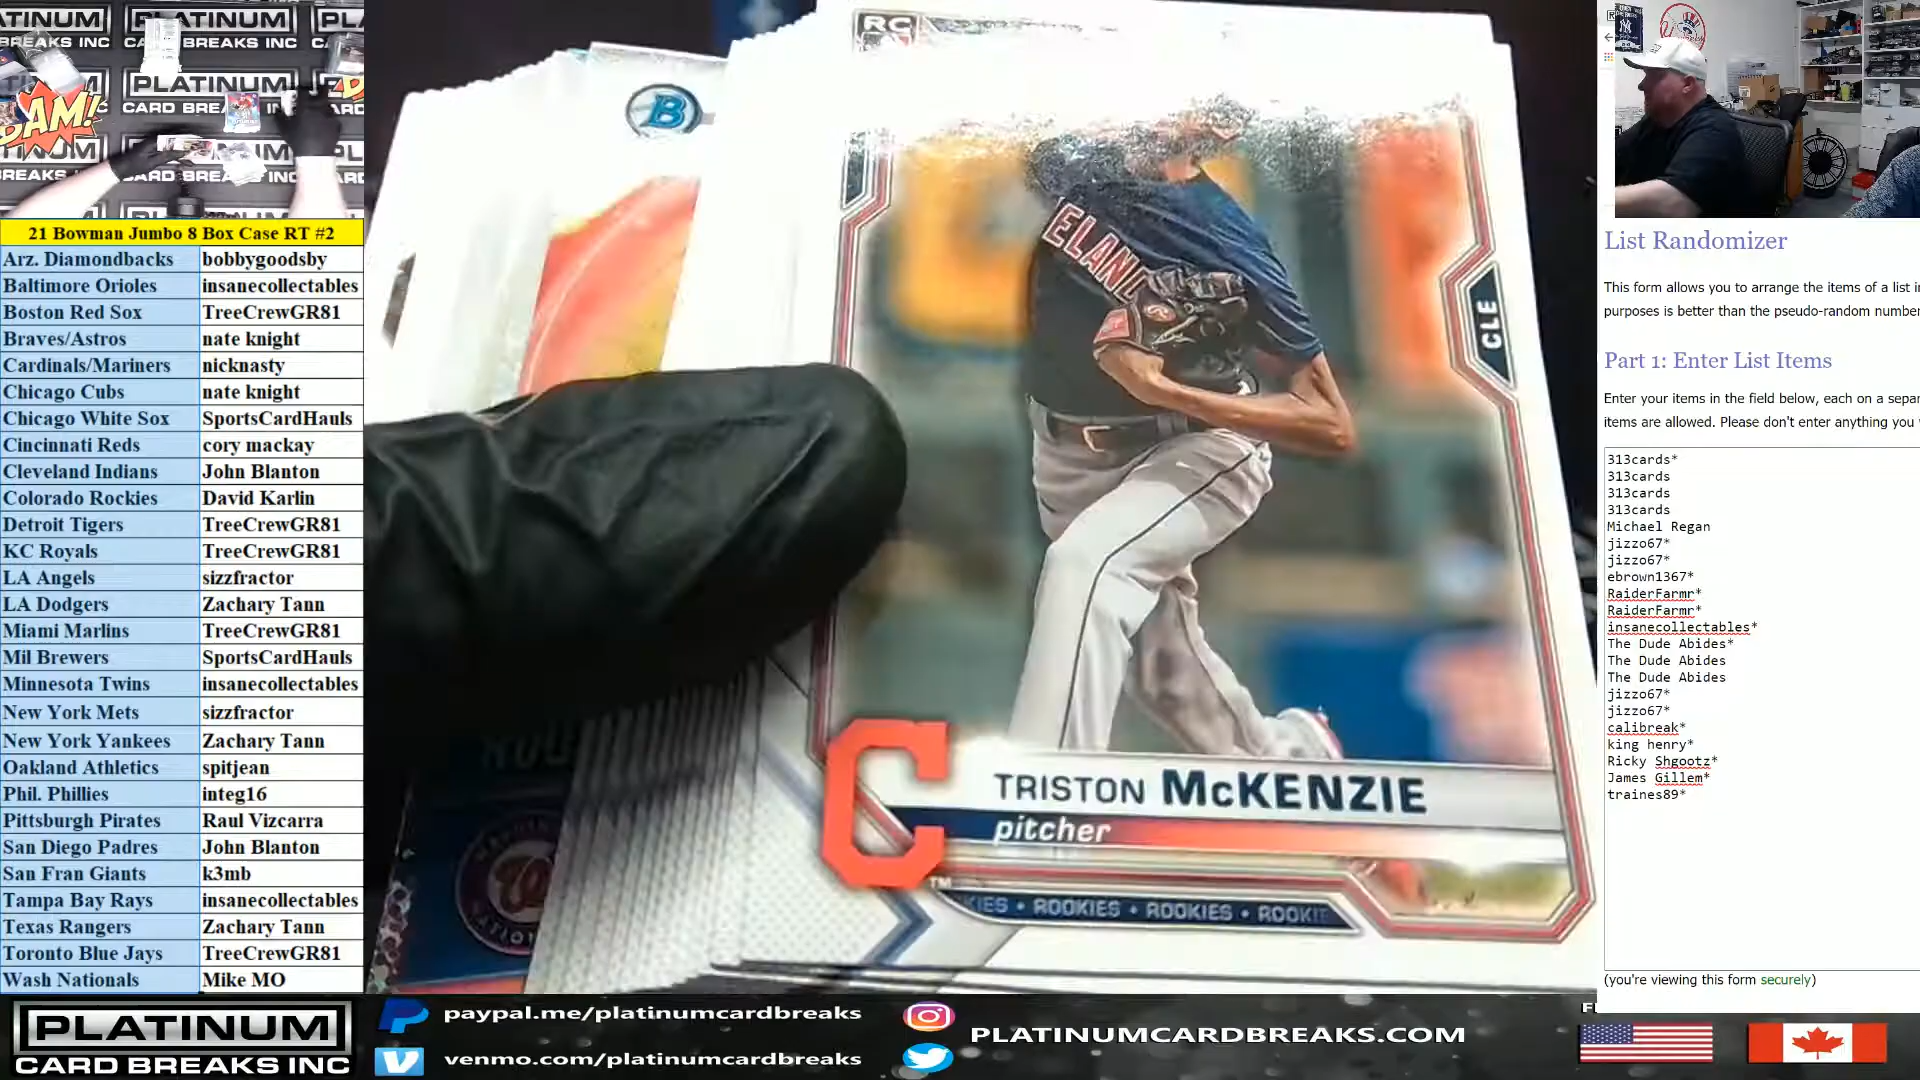 PLATINUM
BREAKS INC
CARD BREAKS INC
BAM!
21 Bowman Jumbo 8 Box Case RT #2
Arz. Diamondbacks bobbygoodsby
Baltimore Orioles insanecollectables
Boston Red Sox TreeCrewGR81
Braves/Astros nate knight
Cardinals/Mariners nicknasty
Chicago Cubs nate knight
Chicago White Sox SportsCardHauls
Cincinnati Reds cory mackay
Cleveland Indians John Blanton
Colorado Rockies David Karlin
Detroit Tigers TreeCrewGR81
KC Royals TreeCrewGR81
LA Angels sizzfractor
LA Dodgers Zachary Tann
Miami Marlins TreeCrewGR81
Mil Brewers SportsCardHauls
Minnesota Twins insanecollectables
New York Mets sizzfractor
New York Yankees Zachary Tann
Oakland Athletics spitjean
Phil. Phillies integ16
Pittsburgh Pirates Raul Vizcarra
San Diego Padres John Blanton
San Fran Giants k3mb
Tampa Bay Rays insanecollectables
Texas Rangers Zachary Tann
Toronto Blue Jays TreeCrewGR81
Wash Nationals Mike MO
RC
B
ELAND
CLE
C
TRISTON McKENZIE
pitcher
KIES • ROOKIES • ROOKIES • ROOKIE
List Randomizer
This form allows you to arrange the items of a list i
purposes is better than the pseudo-random number
Part 1: Enter List Items
Enter your items in the field below, each on a sepa
items are allowed. Please don't enter anything you
313cards*
313cards
313cards
313cards
Michael Regan
jizzo67*
jizzo67*
ebrown1367*
RaiderFarmr*
RaiderFarmr*
insanecollectables*
The Dude Abides*
The Dude Abides
The Dude Abides
jizzo67*
jizzo67*
calibreak*
king henry*
Ricky Shgootz*
James Gillem*
traines89*
(you're viewing this form securely)
PLATINUM
CARD BREAKS INC
paypal.me/platinumcardbreaks
venmo.com/platinumcardbreaks
PLATINUMCARDBREAKS.COM